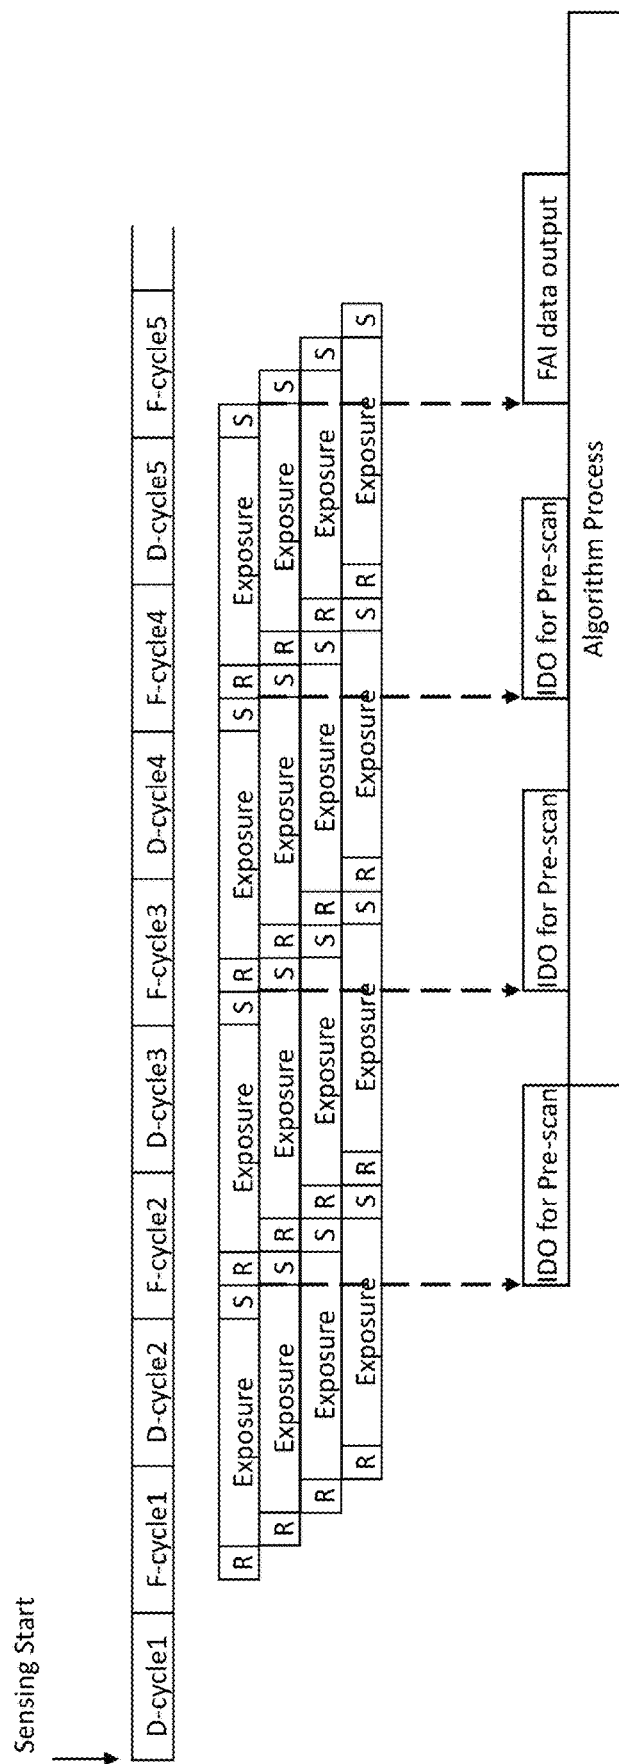 Sensing Start
D-cycle1 F-cycle1 D-cycle2 F-cycle2 D-cycle3 F-cycle3 D-cycle4 F-cycle4 D-cycle5 F-cycle5
R Exposure S R Exposure S R Exposure S R Exposure S
R Exposure S R Exposure S R Exposure S R Exposure S
R Exposure S R Exposure S R Exposure S R Exposure S
R Exposure S R Exposure S R Exposure S R Exposure S
IDO for Pre-scan IDO for Pre-scan IDO for Pre-scan FAI data output
Algorithm Process